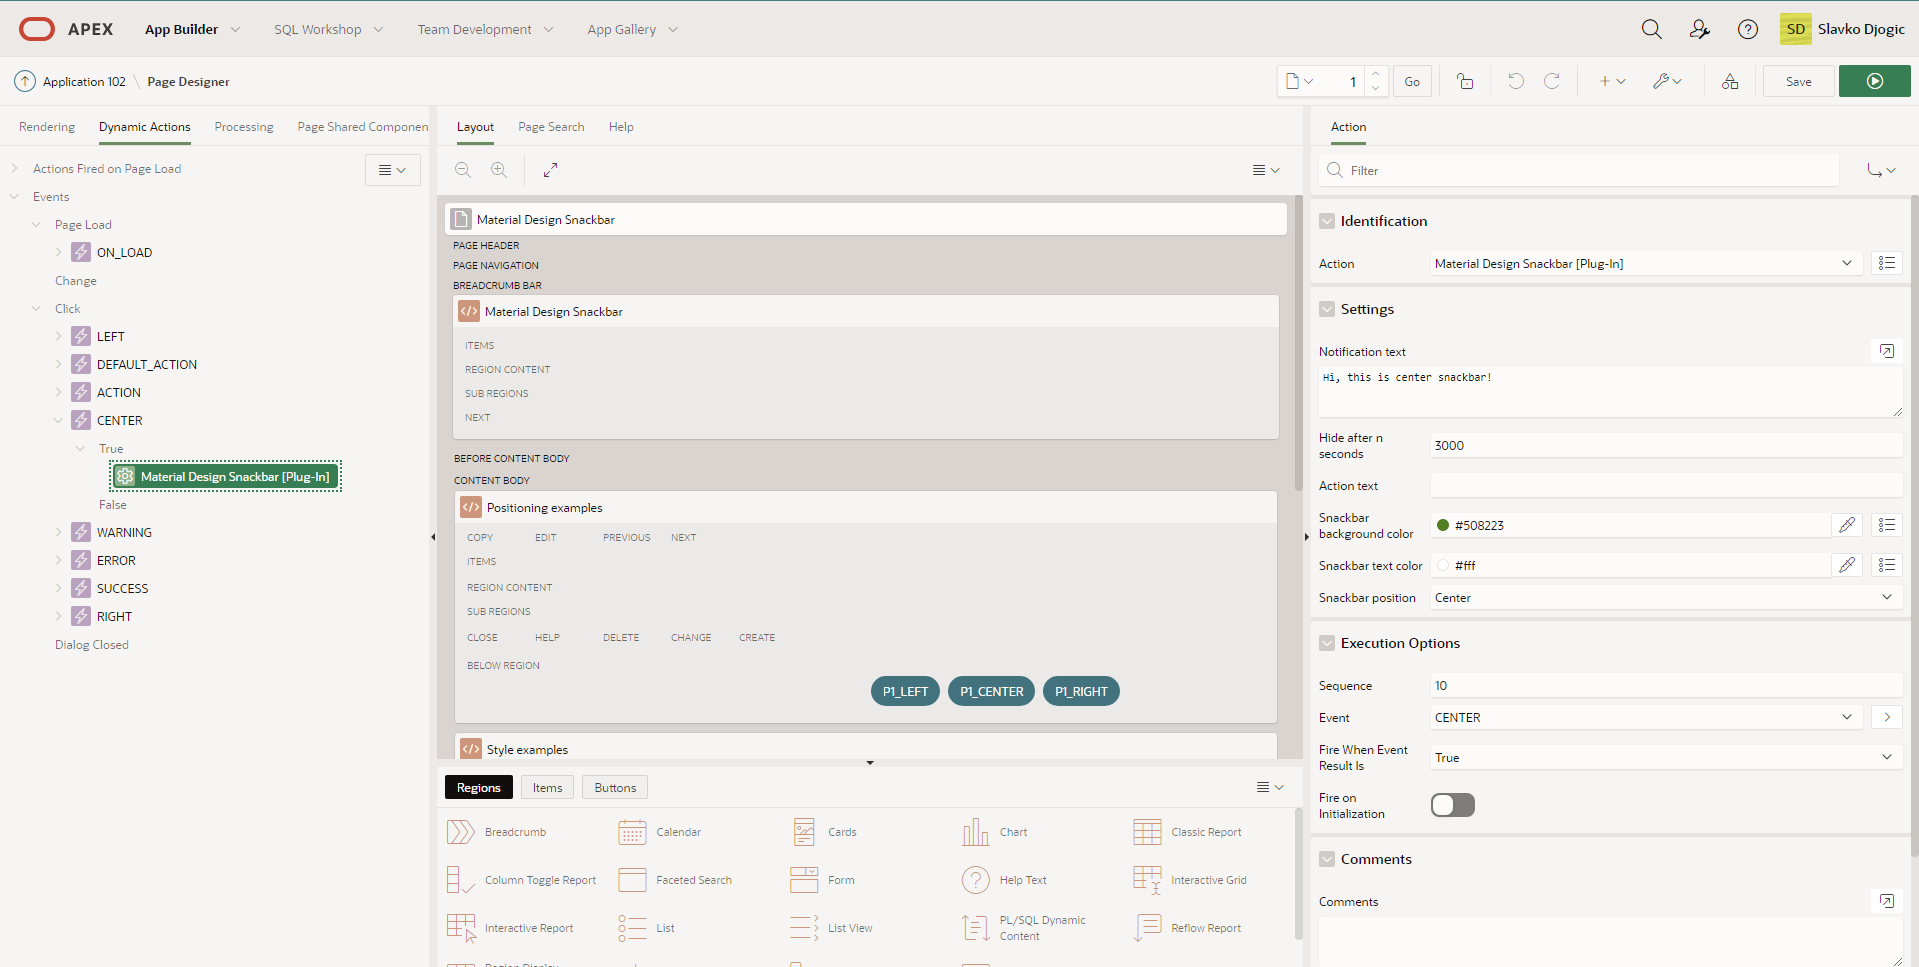 APEX App Builder SQL Workshop Team Development App Gallery SD Slavko Djogic
Application 102 \ Page Designer 1 Go Save
Rendering Dynamic Actions Processing Page Shared Componen
Actions Fired on Page Load
Events
Page Load
ON_LOAD
Change
Click
LEFT
DEFAULT_ACTION
ACTION
CENTER
True
Material Design Snackbar [Plug-In]
False
WARNING
ERROR
SUCCESS
RIGHT
Dialog Closed
Layout Page Search Help
Material Design Snackbar
PAGE HEADER
PAGE NAVIGATION
BREADCRUMB BAR
Material Design Snackbar
ITEMS
REGION CONTENT
SUB REGIONS
NEXT
BEFORE CONTENT BODY
CONTENT BODY
Positioning examples
COPY EDIT PREVIOUS NEXT
ITEMS
REGION CONTENT
SUB REGIONS
CLOSE HELP DELETE CHANGE CREATE
BELOW REGION
P1_LEFT P1_CENTER P1_RIGHT
Style examples
Regions Items Buttons
Breadcrumb Calendar Cards Chart Classic Report
Column Toggle Report Faceted Search Form Help Text Interactive Grid
Interactive Report List List View PL/SQL Dynamic
Content
Reflow Report
Region Display
Action
Filter
Identification
Action Material Design Snackbar [Plug-In]
Settings
Notification text
Hi, this is center snackbar!
Hide after n
seconds
3000
Action text
Snackbar
background color
#508223
Snackbar text color #fff
Snackbar position Center
Execution Options
Sequence 10
Event CENTER
Fire When Event
Result Is
True
Fire on
Initialization
Comments
Comments